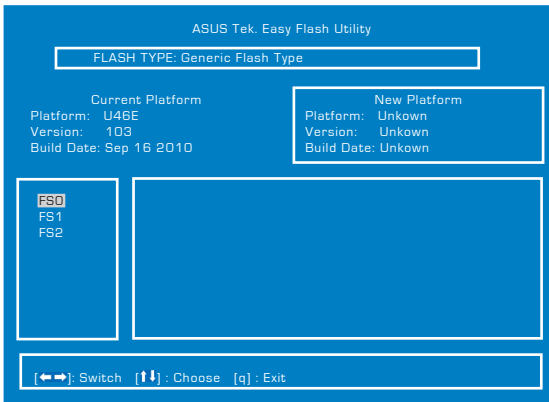 ASUS Tek. Easy Flash Utility
FLASH TYPE: Generic Flash Type
Current Platform
Platform: U46E
Version: 103
Build Date: Sep 16 2010
New Platform
Platform: Unkown
Version: Unkown
Build Date: Unkown
FS0
FS1
FS2
[←→]: Switch [↑↓] : Choose [q] : Exit